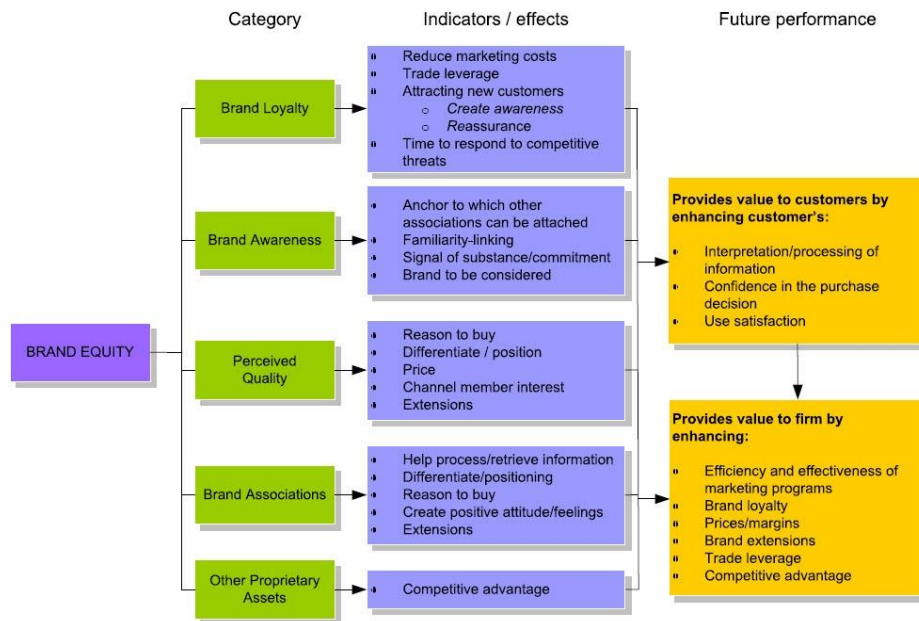 Category
Indicators / effects
Future performance
BRAND EQUITY
Brand Loyalty
Reduce marketing costs
Trade leverage
Attracting new customers
Create awareness
Reassurance
Time to respond to competitive
threats
Brand Awareness
Anchor to which other
associations can be attached
Familiarity-linking
Signal of substance/commitment
Brand to be considered
Perceived
Quality
Reason to buy
Differentiate / position
Price
Channel member interest
Extensions
Brand Associations
Help process/retrieve information
Differentiate/positioning
Reason to buy
Create positive attitude/feelings
Extensions
Other Proprietary
Assets
Competitive advantage
Provides value to customers by
enhancing customer's:
Interpretation/processing of
information
Confidence in the purchase
decision
Use satisfaction
Provides value to firm by
enhancing:
Efficiency and effectiveness of
marketing programs
Brand loyalty
Prices/margins
Brand extensions
Trade leverage
Competitive advantage